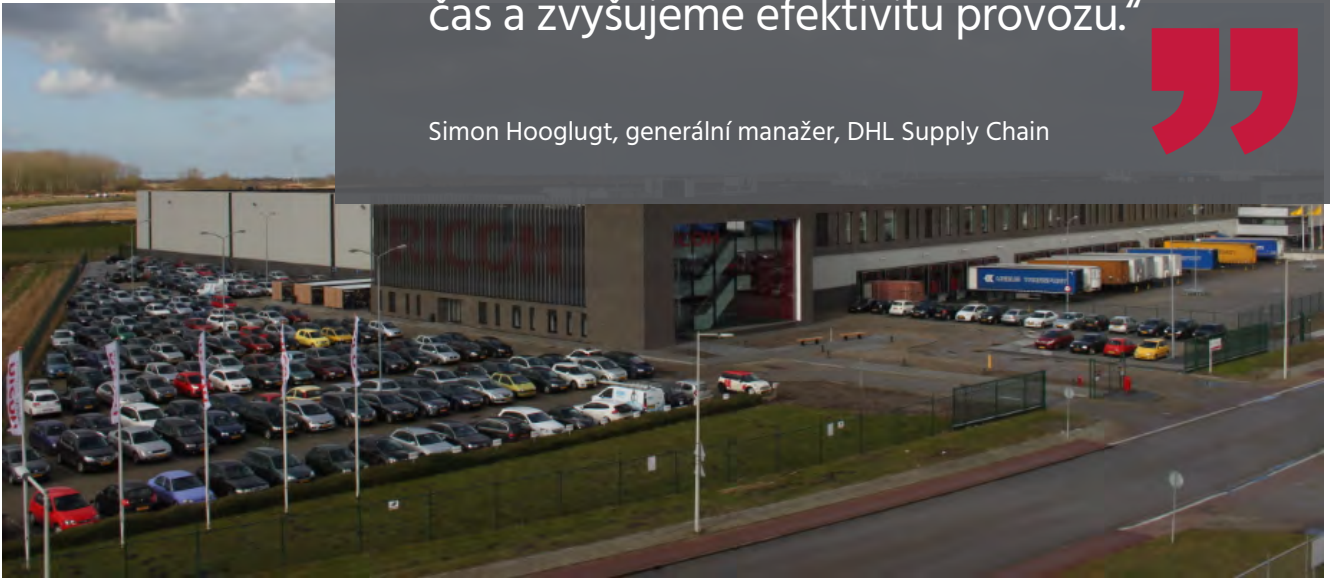 čas a zvyšujeme efektivitu provozu.“
Simon Hooglugt, generální manažer, DHL Supply Chain
RICOH